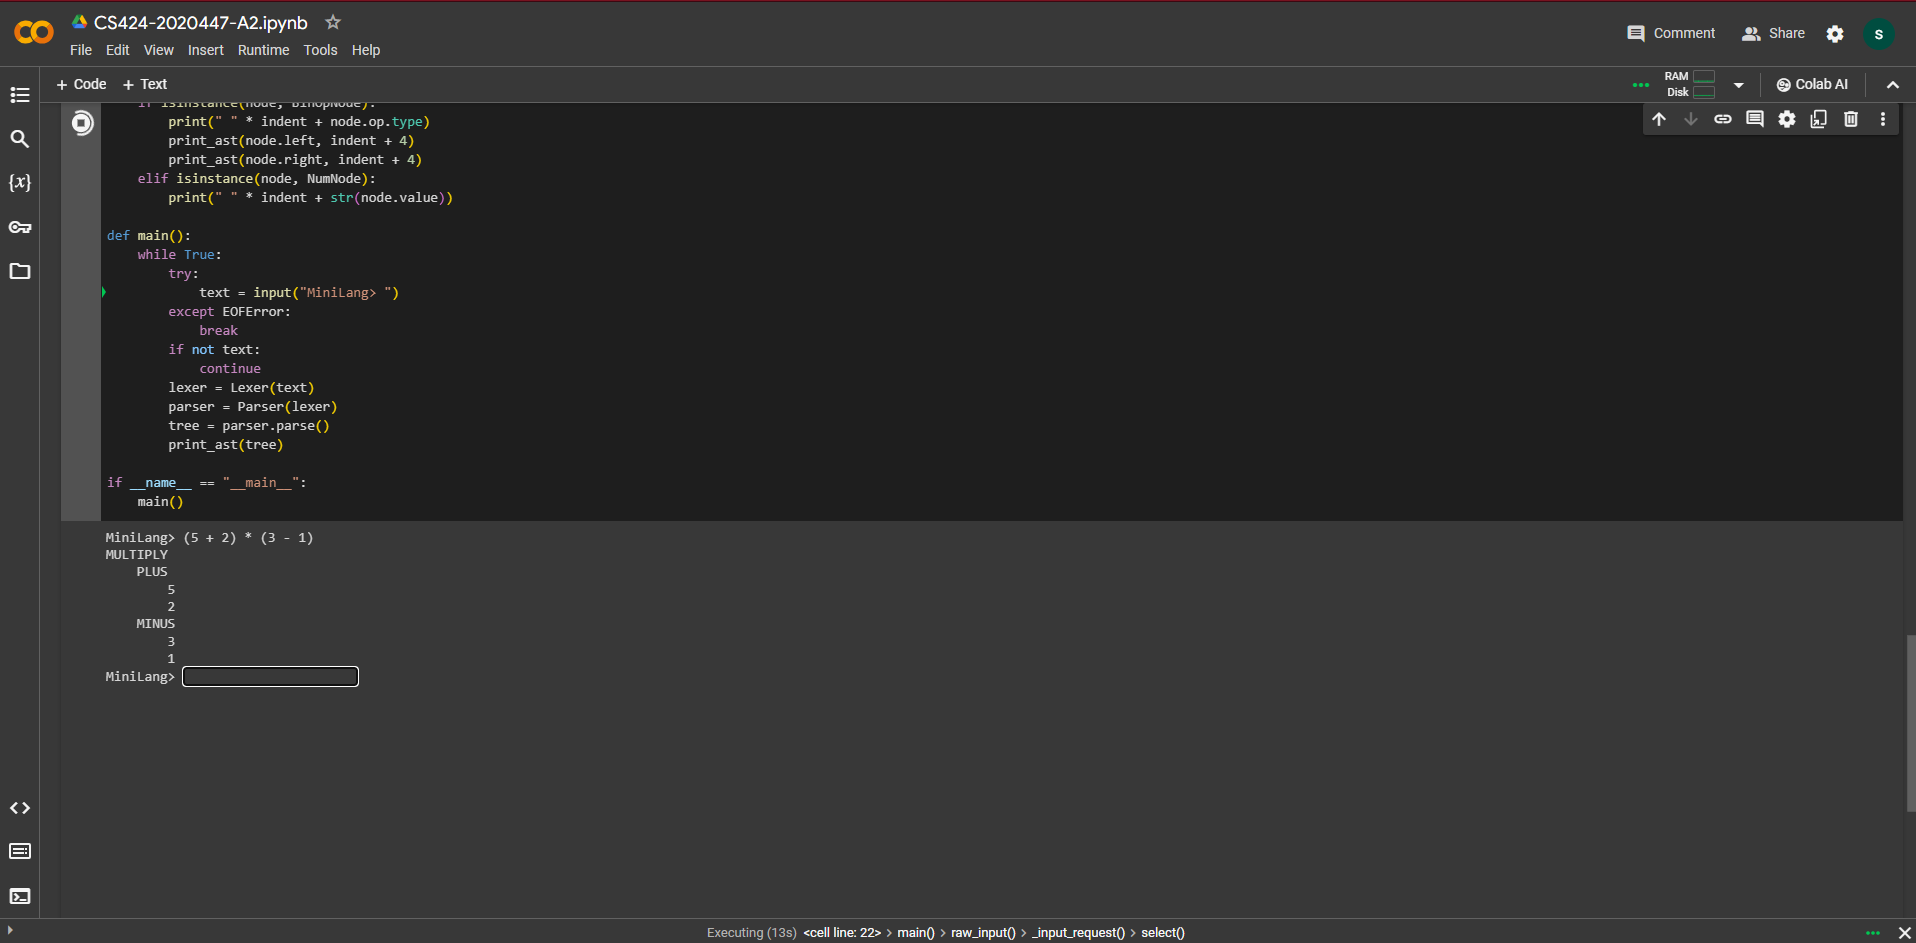 CS424-2020447-A2.ipynb
File Edit View Insert Runtime Tools Help
Comment Share S
+ Code + Text
RAM
Disk
Colab AI
{x}
    if isinstance(node, BinOpNode):
        print(" " * indent + node.op.type)
        print_ast(node.left, indent + 4)
        print_ast(node.right, indent + 4)
    elif isinstance(node, NumNode):
        print(" " * indent + str(node.value))
def main():
    while True:
        try:
            text = input("MiniLang> ")
        except EOFError:
            break
        if not text:
            continue
        lexer = Lexer(text)
        parser = Parser(lexer)
        tree = parser.parse()
        print_ast(tree)
if __name__ == "__main__":
    main()
MiniLang> (5 + 2) * (3 - 1)
MULTIPLY
    PLUS
        5
        2
    MINUS
        3
        1
MiniLang>
Executing (13s) <cell line: 22> > main() > raw_input() > _input_request() > select()